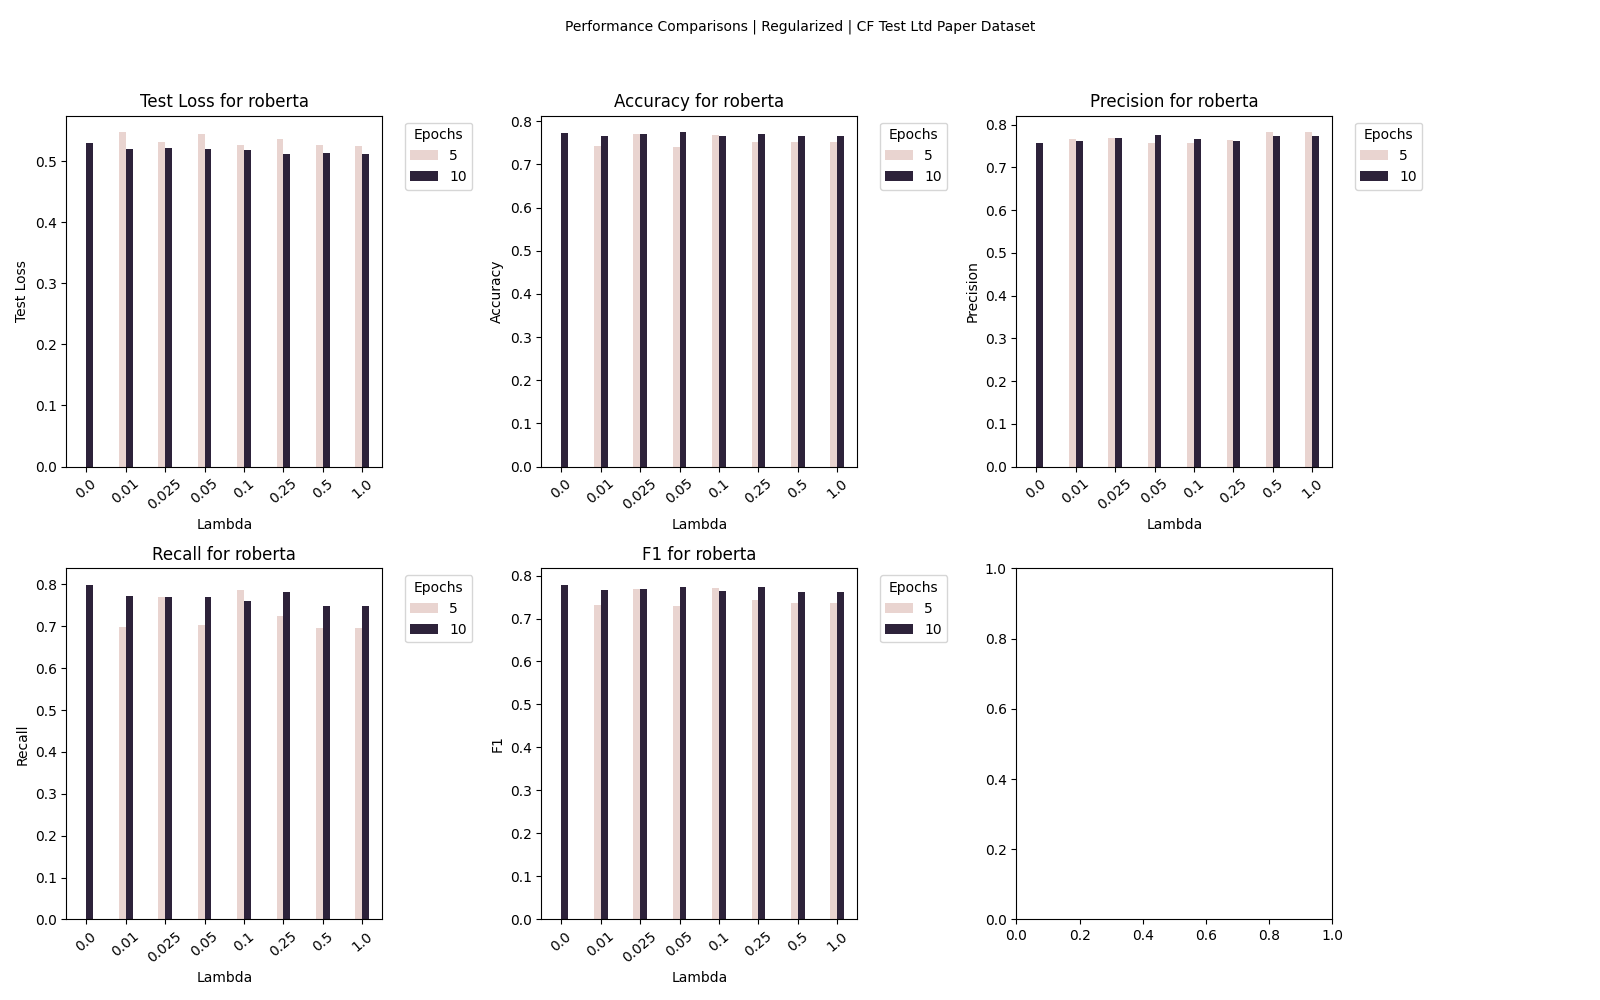 Performance Comparisons | Regularized | CF Test Ltd Paper Dataset
Test Loss for roberta
Test Loss
0.5
0.4
0.3
0.2
0.1
0.0
0.0 0.01 0.025 0.05 0.1 0.25 0.5 1.0
Lambda
Epochs
5
10
Accuracy for roberta
Accuracy
0.8
0.7
0.6
0.5
0.4
0.3
0.2
0.1
0.0
0.0 0.01 0.025 0.05 0.1 0.25 0.5 1.0
Lambda
Epochs
5
10
Precision for roberta
Precision
0.8
0.7
0.6
0.5
0.4
0.3
0.2
0.1
0.0
0.0 0.01 0.025 0.05 0.1 0.25 0.5 1.0
Lambda
Epochs
5
10
Recall for roberta
Recall
0.8
0.7
0.6
0.5
0.4
0.3
0.2
0.1
0.0
0.0 0.01 0.025 0.05 0.1 0.25 0.5 1.0
Lambda
Epochs
5
10
F1 for roberta
F1
0.8
0.7
0.6
0.5
0.4
0.3
0.2
0.1
0.0
0.0 0.01 0.025 0.05 0.1 0.25 0.5 1.0
Lambda
Epochs
5
10
1.0
0.8
0.6
0.4
0.2
0.0
0.0 0.2 0.4 0.6 0.8 1.0